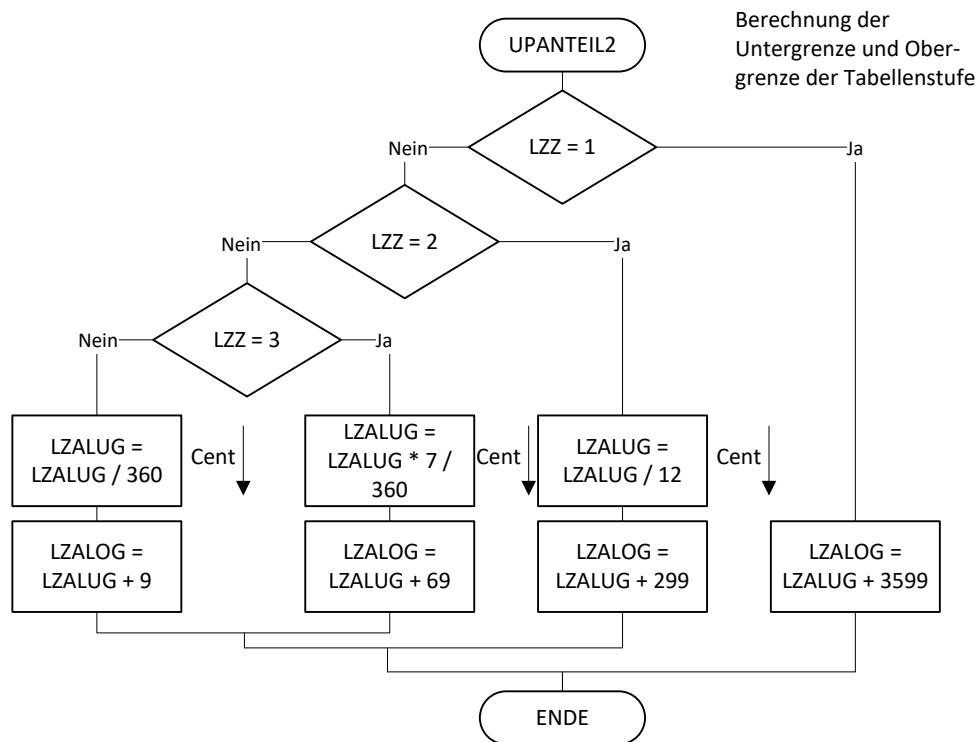 UPANTEIL2
Berechnung der
Untergrenze und Ober-
grenze der Tabellenstufe
LZZ = 1
Nein
Ja
LZZ = 2
Nein
Ja
LZZ = 3
Nein
Ja
LZALUG =
LZALUG / 360
Cent
LZALUG =
LZALUG * 7 /
360
Cent
LZALUG =
LZALUG / 12
Cent
LZALOG =
LZALUG + 9
LZALOG =
LZALUG + 69
LZALOG =
LZALUG + 299
LZALOG =
LZALUG + 3599
ENDE